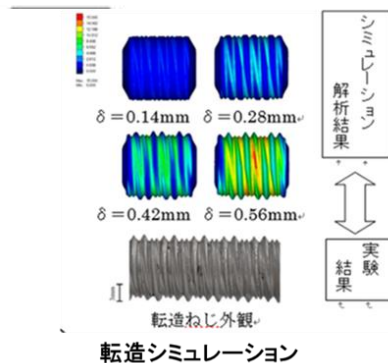 δ=0.14mm
δ=0.28mm
δ=0.42mm
δ=0.56mm
転造ねじ外観
シミュレーション
解析結果
実験
結果
転造シミュレーション